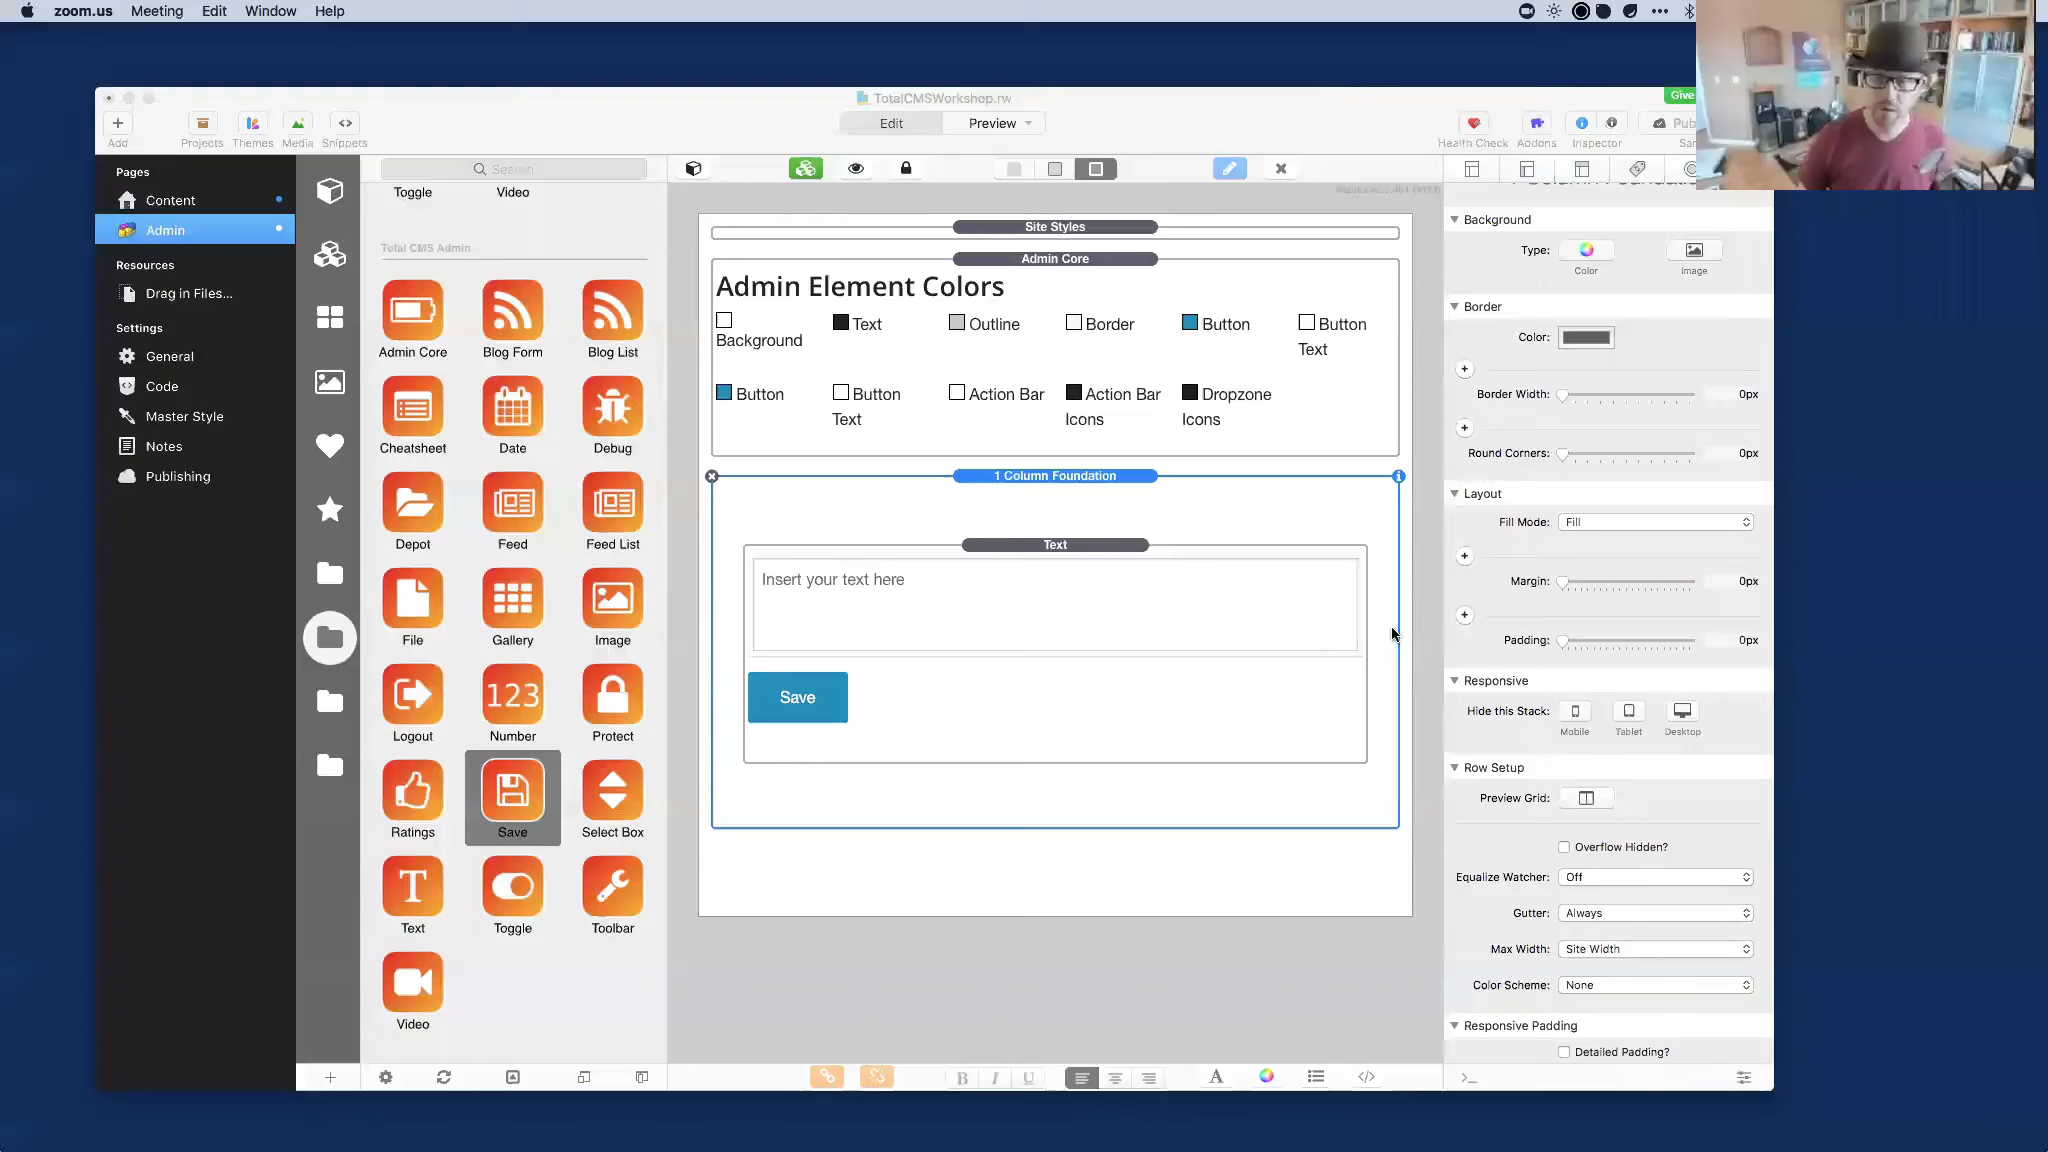 zoom.us Meeting Edit Window Help
TotalCMSWorkshop.rw
Give
Edit Preview
Add Projects Themes Media Snippets
Health Check Addons Inspector
Pub
Pages
Content
Admin
Resources
Drag in Files...
Settings
General
Code
Master Style
Notes
Publishing
Search
Toggle Video
Total CMS Admin
Admin Core Blog Form Blog List
Cheatsheet Date Debug
Depot Feed Feed List
File Gallery Image
123
Logout Number Protect
Ratings Save Select Box
T
Text Toggle Toolbar
Video
Site Styles
Admin Core
Admin Element Colors
Background Text Outline Border Button Button Text
Button Button Text Action Bar Action Bar Icons Dropzone Icons
1 Column Foundation
Text
Insert your text here
Save
B I U A
Background
Type:
Color Image
Border
Color:
Border Width: 0px
Round Corners: 0px
Layout
Fill Mode: Fill
Margin: 0px
Padding: 0px
Responsive
Hide this Stack:
Mobile Tablet Desktop
Row Setup
Preview Grid:
Overflow Hidden?
Equalize Watcher: Off
Gutter: Always
Max Width: Site Width
Color Scheme: None
Responsive Padding
Detailed Padding?